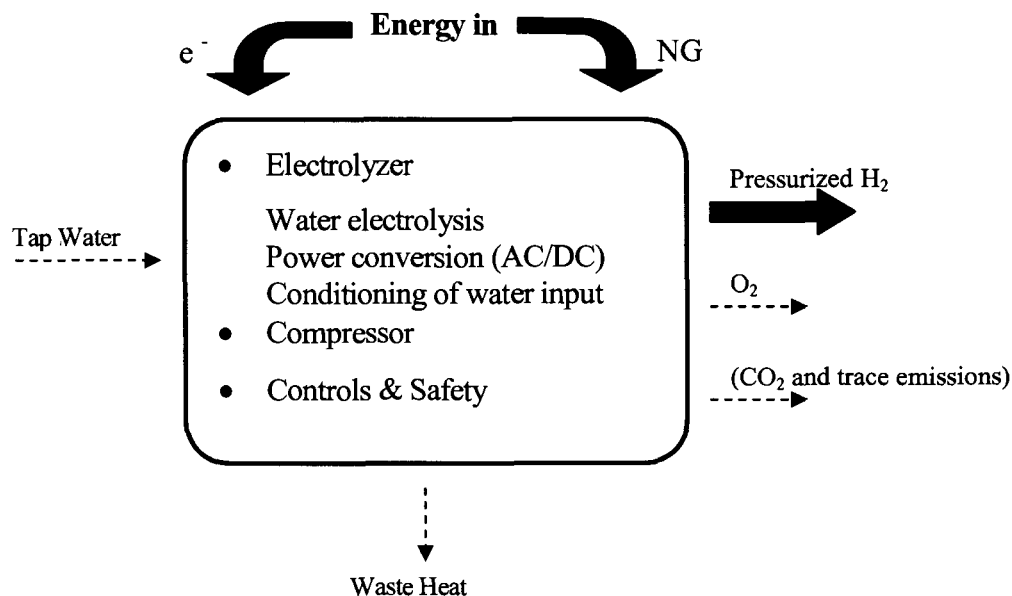 Energy in
e⁻
NG
• Electrolyzer
Pressurized H₂
Water electrolysis
Tap Water
Power conversion (AC/DC)
Conditioning of water input
O₂
• Compressor
(CO₂ and trace emissions)
• Controls & Safety
Waste Heat